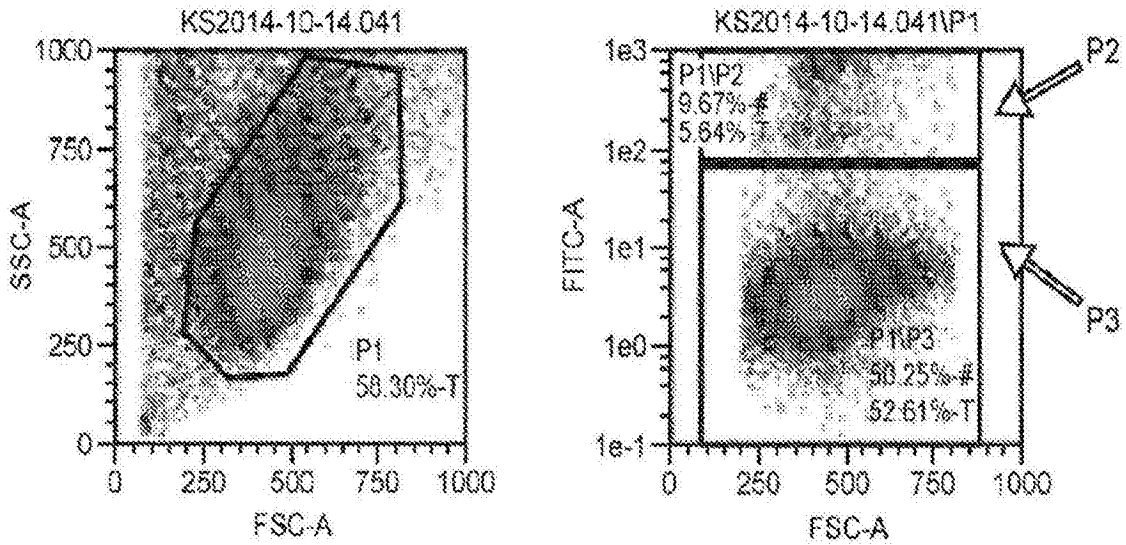 KS2014-10-14.041
1000
750
500
250
0
SSC-A
0 250 500 750 1000
FSC-A
P1
58.30%-T
KS2014-10-14.041\P1
1e3
1e2
1e1
1e0
1e-1
FITC-A
P1\P2
9.67%-#
5.64%-T
P1\P3
90.25%-#
52.61%-T
0 250 500 750 1000
FSC-A
P2
P3